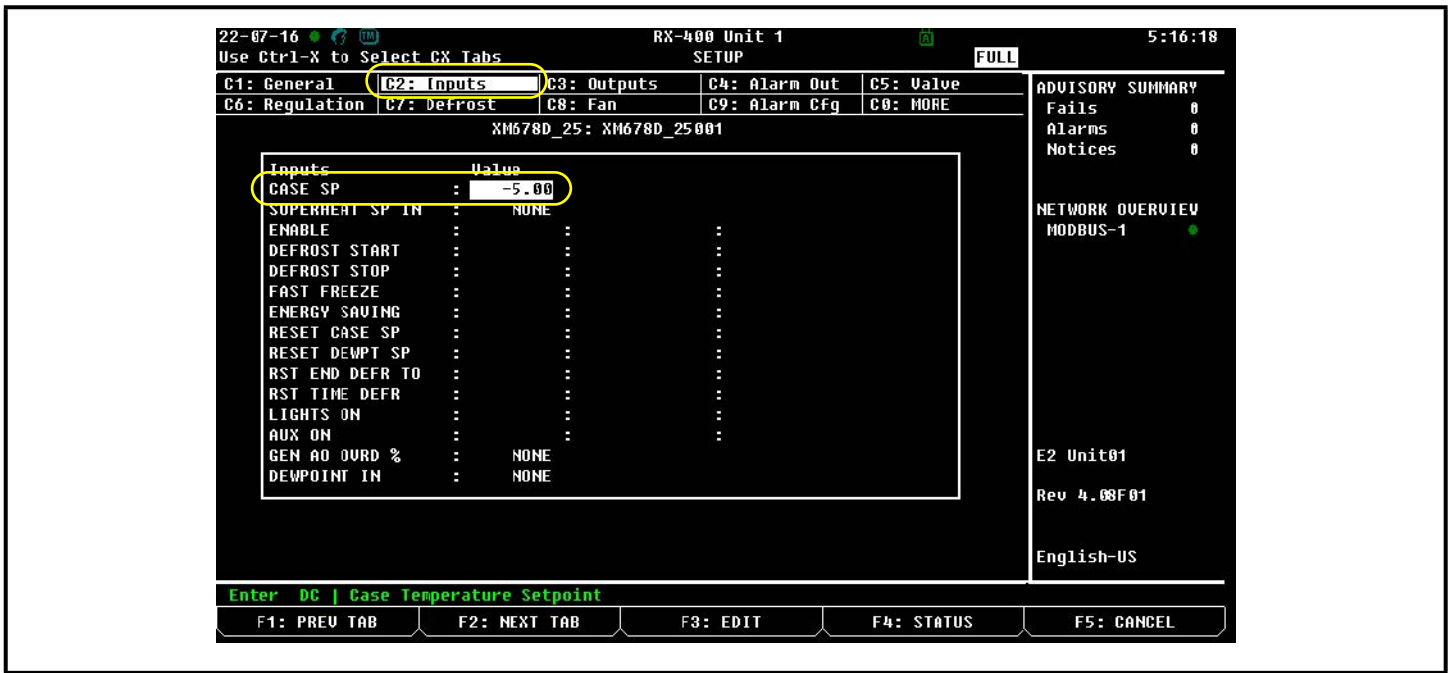 22-07-16 TM RX-400 Unit 1 A 5:16:18
Use Ctrl-X to Select CX Tabs SETUP FULL
C1: General C2: Inputs C3: Outputs C4: Alarm Out C5: Valve
C6: Regulation C7: Defrost C8: Fan C9: Alarm Cfg C0: MORE
XM678D_25: XM678D_25001
Inputs Value
CASE SP : -5.00
SUPERHEAT SP IN : NONE
ENABLE : : :
DEFROST START : : :
DEFROST STOP : : :
FAST FREEZE : : :
ENERGY SAVING : : :
RESET CASE SP : : :
RESET DEWPT SP : : :
RST END DEFR TO : : :
RST TIME DEFR : : :
LIGHTS ON : : :
AUX ON : : :
GEN AO OVRD % : NONE
DEWPOINT IN : NONE
ADVISORY SUMMARY
Fails 0
Alarms 0
Notices 0
NETWORK OVERVIEW
MODBUS-1
E2 Unit01
Rev 4.08F01
English-US
Enter DC | Case Temperature Setpoint
F1: PREV TAB F2: NEXT TAB F3: EDIT F4: STATUS F5: CANCEL